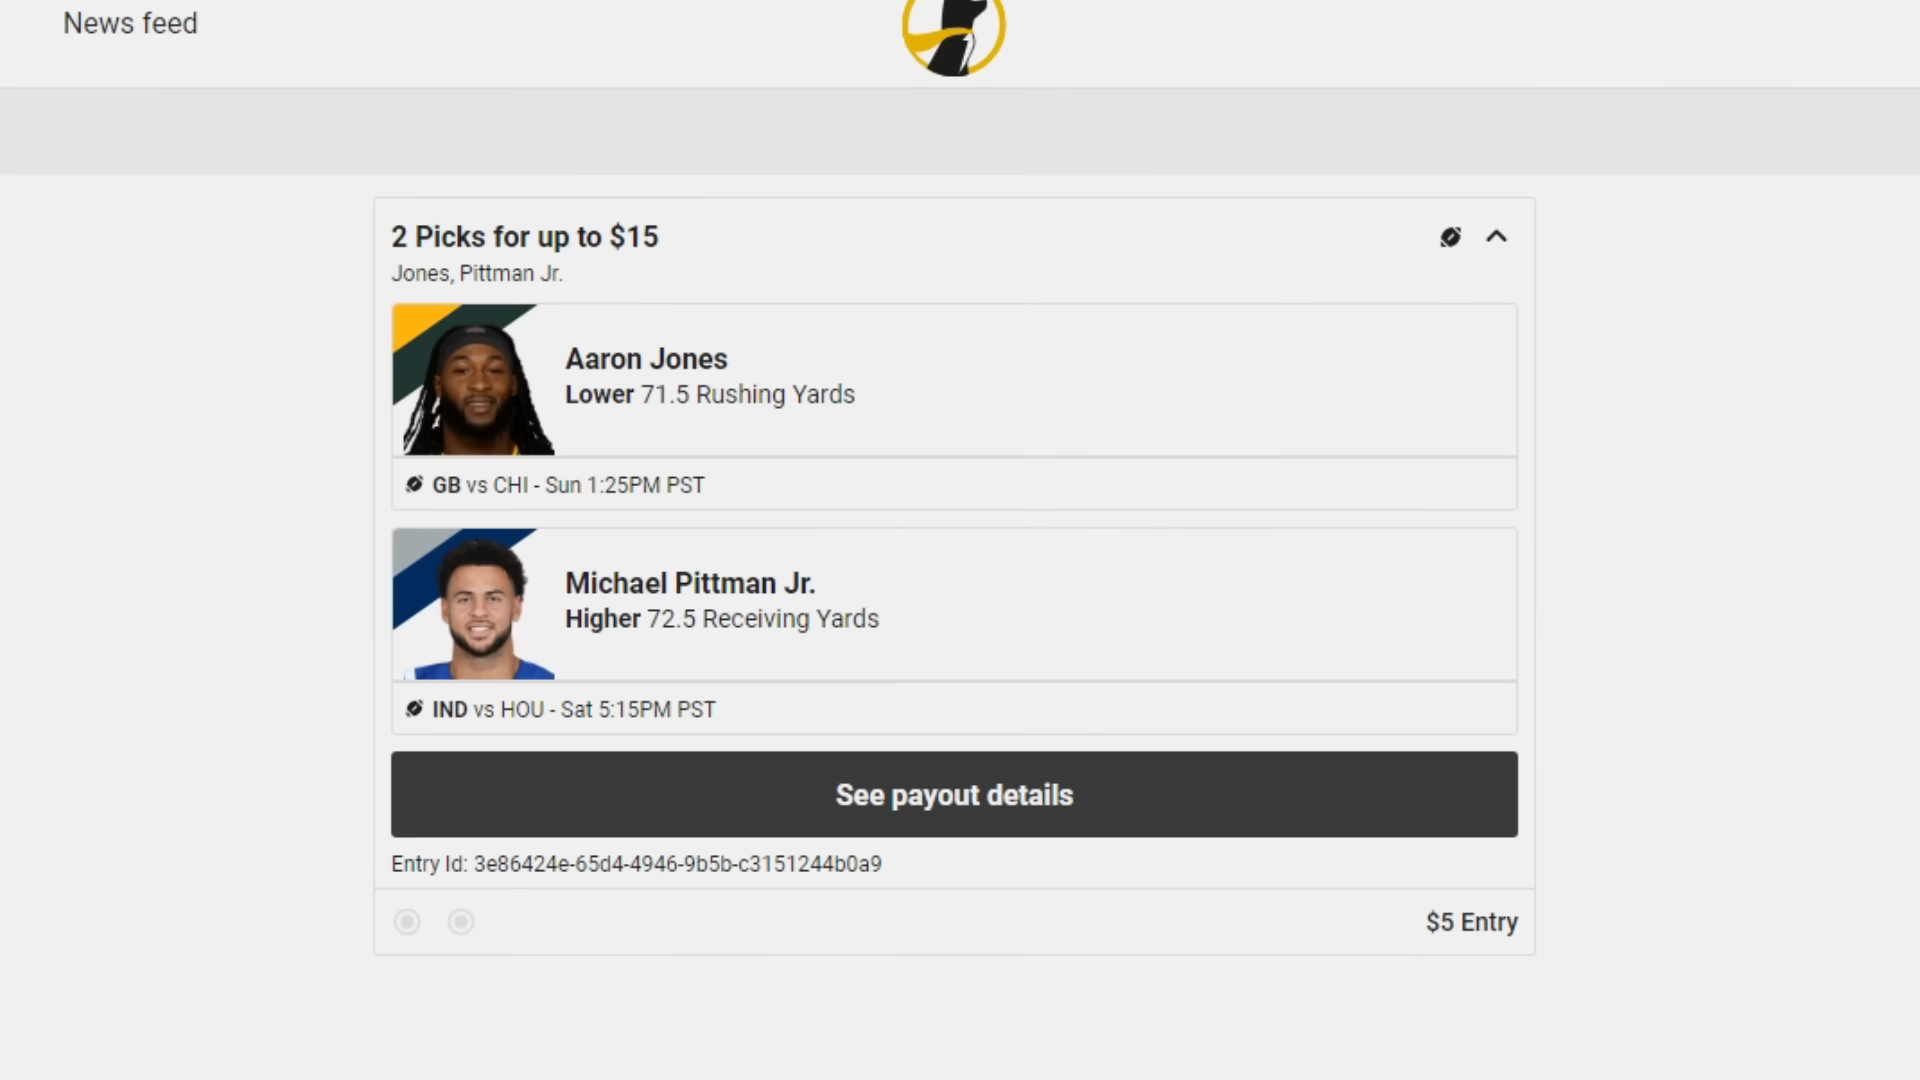 News feed
2 Picks for up to $15
Jones, Pittman Jr.
Aaron Jones
Lower 71.5 Rushing Yards
GB vs CHI - Sun 1:25PM PST
Michael Pittman Jr.
Higher 72.5 Receiving Yards
IND vs HOU - Sat 5:15PM PST
See payout details
Entry Id: 3e86424e-65d4-4946-9b5b-c3151244b0a9
$5 Entry